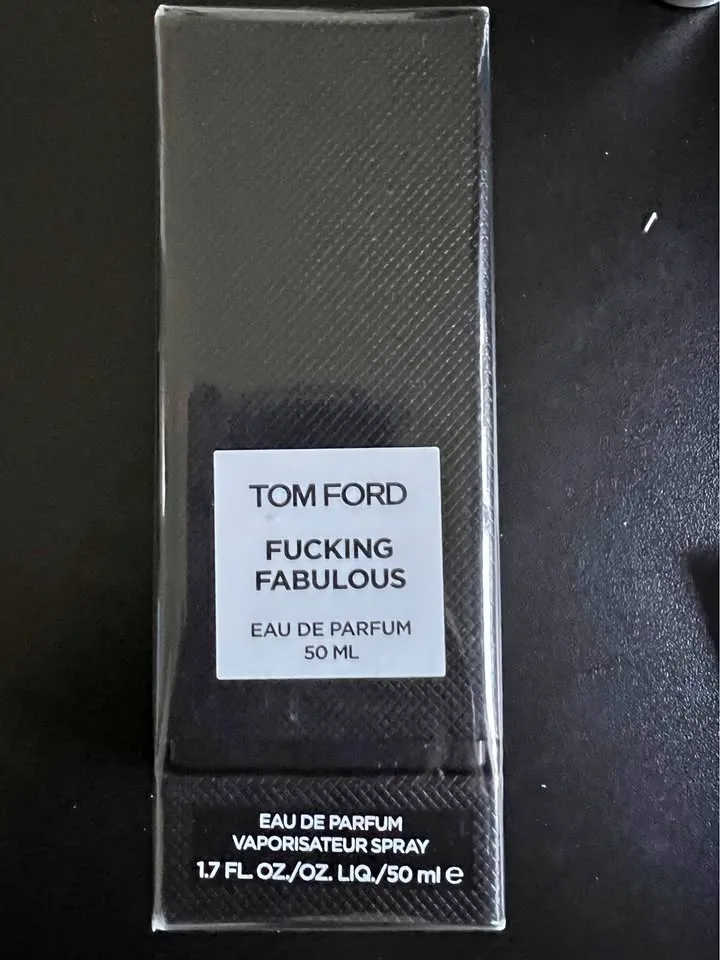 TOM FORD
FUCKING
FABULOUS
EAU DE PARFUM
50 ML
EAU DE PARFUM
VAPORISATEUR SPRAY
1.7 FL. OZ./OZ. LIQ./50 ml ℮